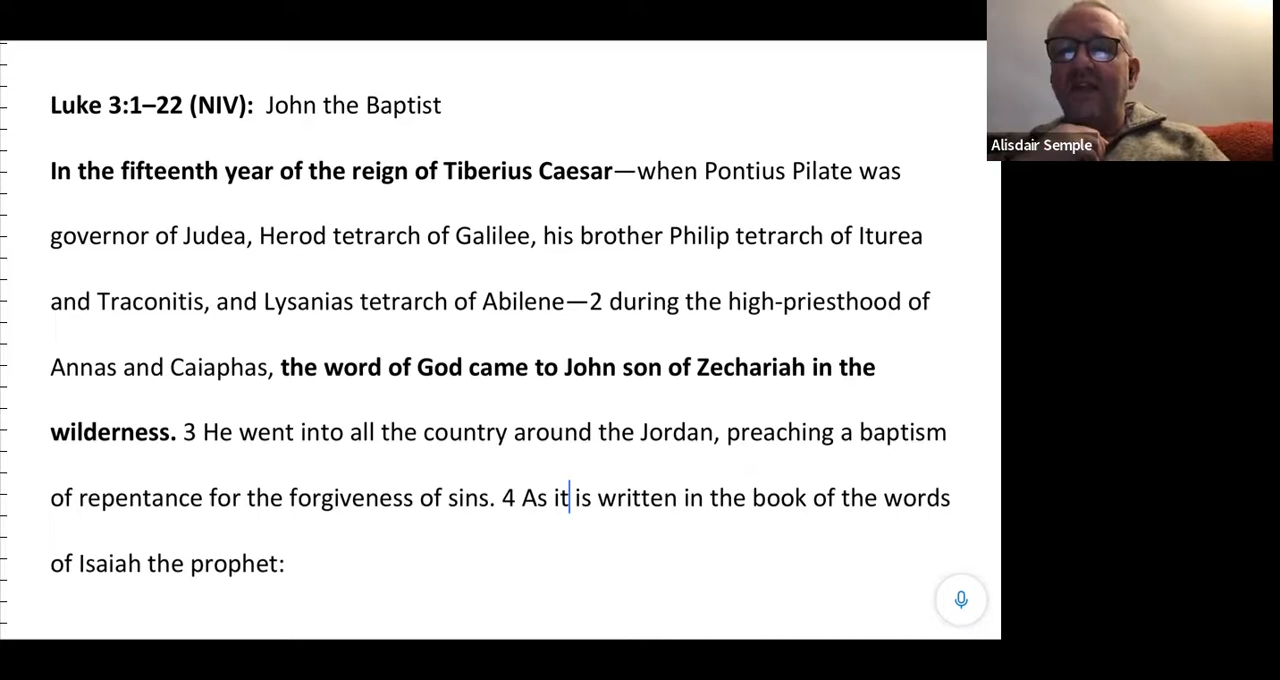 Luke 3:1–22 (NIV):  John the Baptist
In the fifteenth year of the reign of Tiberius Caesar—when Pontius Pilate was
governor of Judea, Herod tetrarch of Galilee, his brother Philip tetrarch of Iturea
and Traconitis, and Lysanias tetrarch of Abilene—2 during the high-priesthood of
Annas and Caiaphas, the word of God came to John son of Zechariah in the
wilderness. 3 He went into all the country around the Jordan, preaching a baptism
of repentance for the forgiveness of sins. 4 As it is written in the book of the words
of Isaiah the prophet:
Alisdair Semple